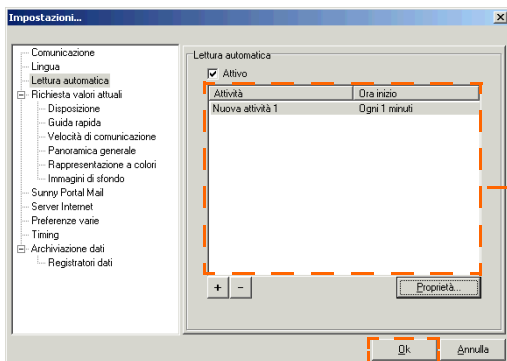 Impostazioni...
Comunicazione
Lingua
Lettura automatica
Richiesta valori attuali
Disposizione
Guida rapida
Velocità di comunicazione
Panoramica generale
Rappresentazione a colori
Immagini di sfondo
Sunny Portal Mail
Server Internet
Preferenze varie
Timing
Archiviazione dati
Registratori dati
Lettura automatica
Attivo
Attività Ora inizio
Nuova attività 1 Ogni 1 minuti
+ - Proprietà...
Ok Annulla